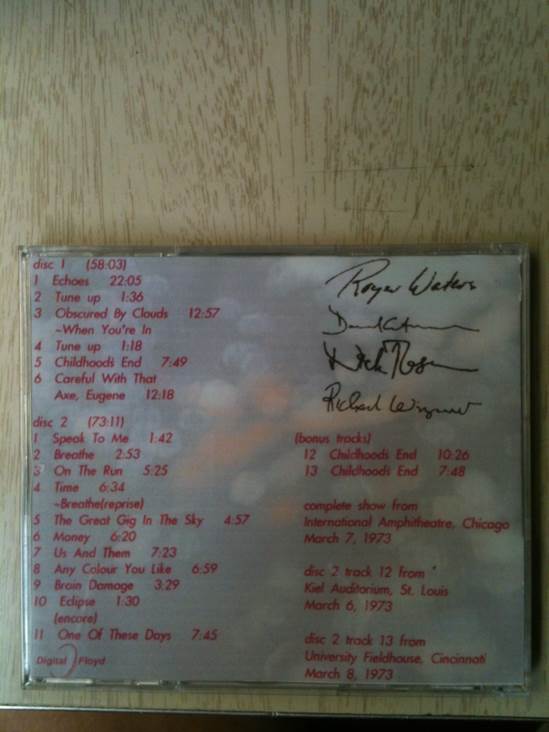 disc 1 (58:03)
1 Echoes 22:05
2 Tune up 1:36
3 Obscured By Clouds 12:57
~When You're In
4 Tune up 1:18
5 Childhood's End 7:49
6 Careful With That
Axe, Eugene 12:18
disc 2 (73:11)
1 Speak To Me 1:42
2 Breathe 2:53
3 On The Run 5:25
4 Time 6:34
~Breathe(reprise)
5 The Great Gig In The Sky 4:57
6 Money 6:20
7 Us And Them 7:23
8 Any Colour You Like 6:59
9 Brain Damage 3:29
10 Eclipse 1:30
(encore)
11 One Of These Days 7:45
Digital Floyd
Roger Waters
David
Nick Mason
Richard
(bonus tracks)
12 Childhood's End 10:26
13 Childhood's End 7:48
complete show from
International Amphitheatre, Chicago
March 7, 1973
disc 2 track 12 from
Kiel Auditorium, St. Louis
March 6, 1973
disc 2 track 13 from
University Fieldhouse, Cincinnati
March 8, 1973